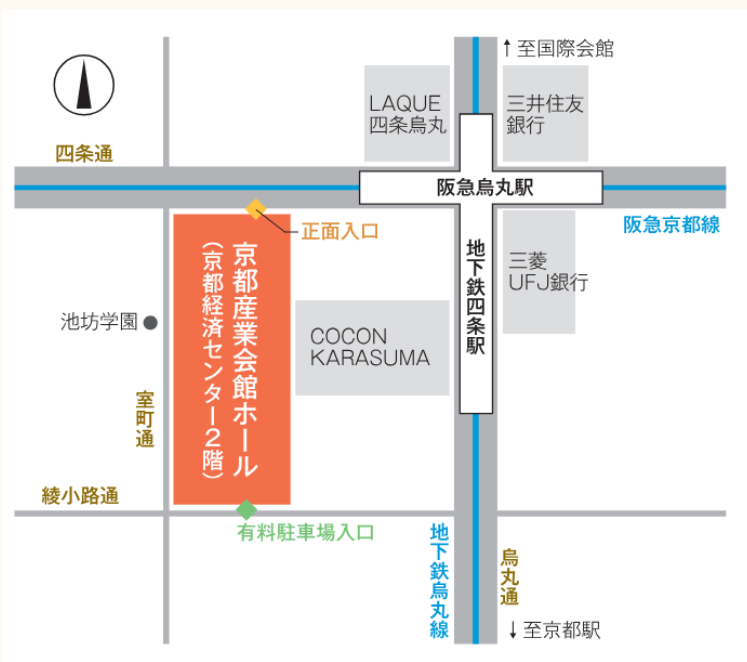 ↑至国際会館
LAQUE
四条烏丸
三井住友
銀行
四条通
阪急烏丸駅
阪急京都線
正面入口
京都産業会館ホール
（京都経済センター2階）
地下鉄四条駅
三菱
UFJ銀行
池坊学園
COCON
KARASUMA
室町通
綾小路通
有料駐車場入口
地下鉄烏丸線
烏丸通
↓至京都駅